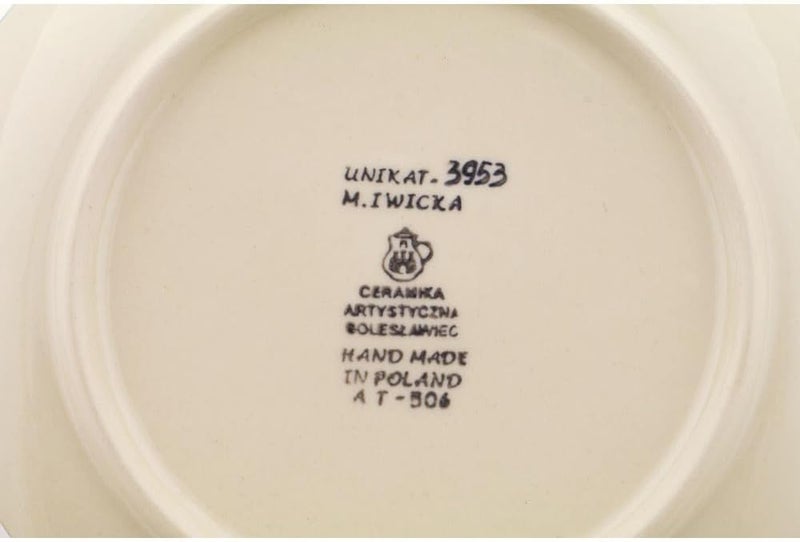 UNIKAT- 3953
M.IWICKA
CERAMIKA
ARTYSTYCZNA
BOLESŁAWIEC
HAND MADE
IN POLAND
A T - 506